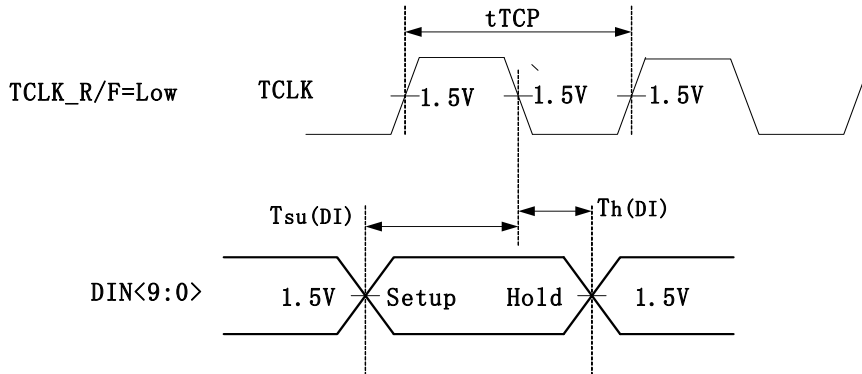 tTCP
TCLK_R/F=Low TCLK 1.5V 1.5V 1.5V
Tsu(DI) Th(DI)
DIN<9:0> 1.5V Setup Hold 1.5V